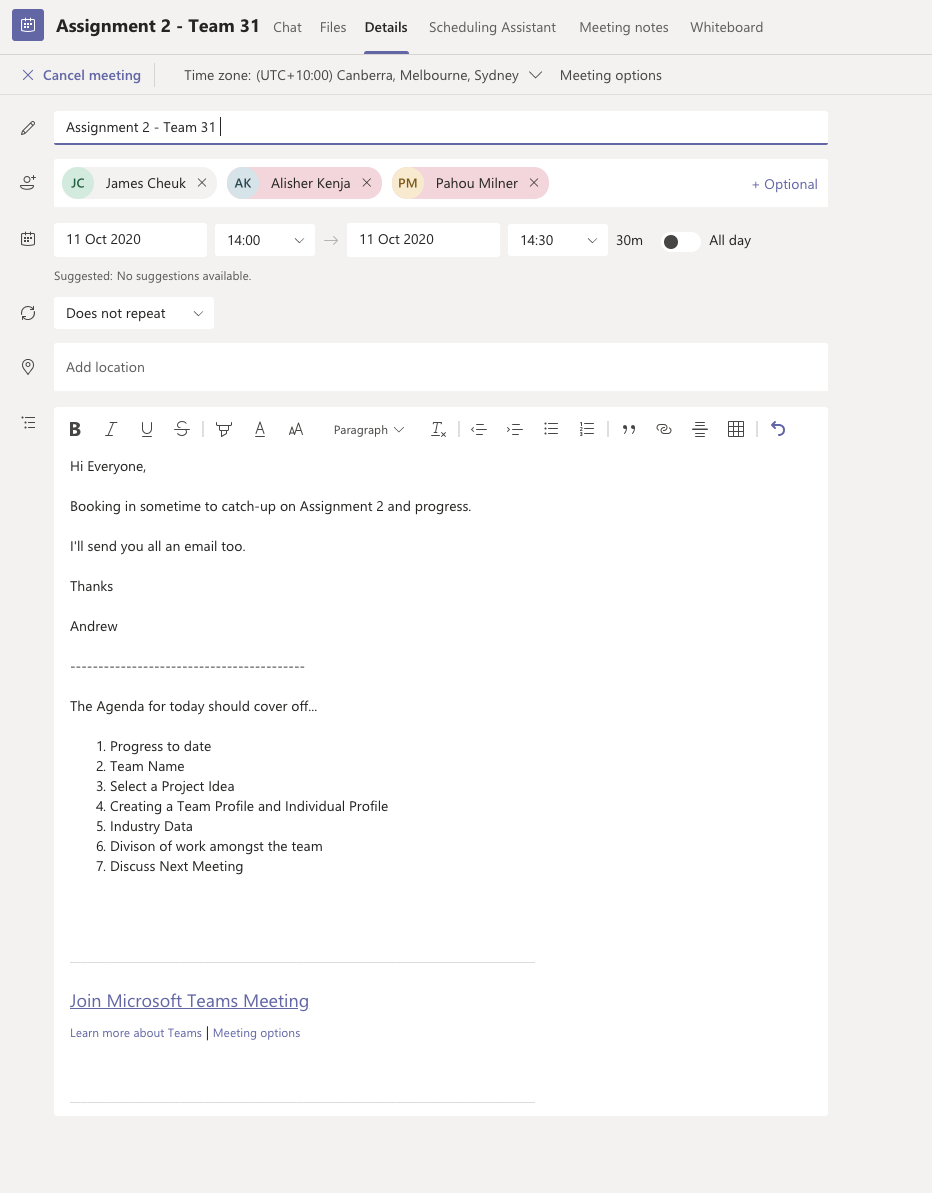 Assignment 2 - Team 31 Chat Files Details Scheduling Assistant Meeting notes Whiteboard
Cancel meeting Time zone: (UTC+10:00) Canberra, Melbourne, Sydney Meeting options
Assignment 2 - Team 31
JC James Cheuk AK Alisher Kenja PM Pahou Milner + Optional
11 Oct 2020 14:00 11 Oct 2020 14:30 30m All day
Suggested: No suggestions available.
Does not repeat
Add location
B I U S A AA Paragraph Tx
Hi Everyone,
Booking in sometime to catch-up on Assignment 2 and progress.
I'll send you all an email too.
Thanks
Andrew
------------------------------------------
The Agenda for today should cover off...
1. Progress to date
2. Team Name
3. Select a Project Idea
4. Creating a Team Profile and Individual Profile
5. Industry Data
6. Divison of work amongst the team
7. Discuss Next Meeting
Join Microsoft Teams Meeting
Learn more about Teams | Meeting options